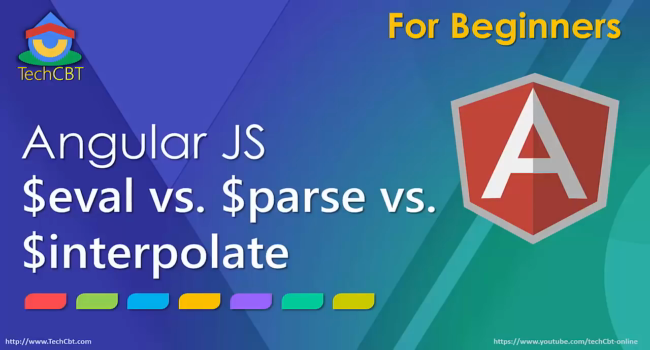 For Beginners
TechCBT
Angular JS
$eval vs. $parse vs.
$interpolate
A
http://www.TechCbt.com
https://www.youtube.com/techCbt-online